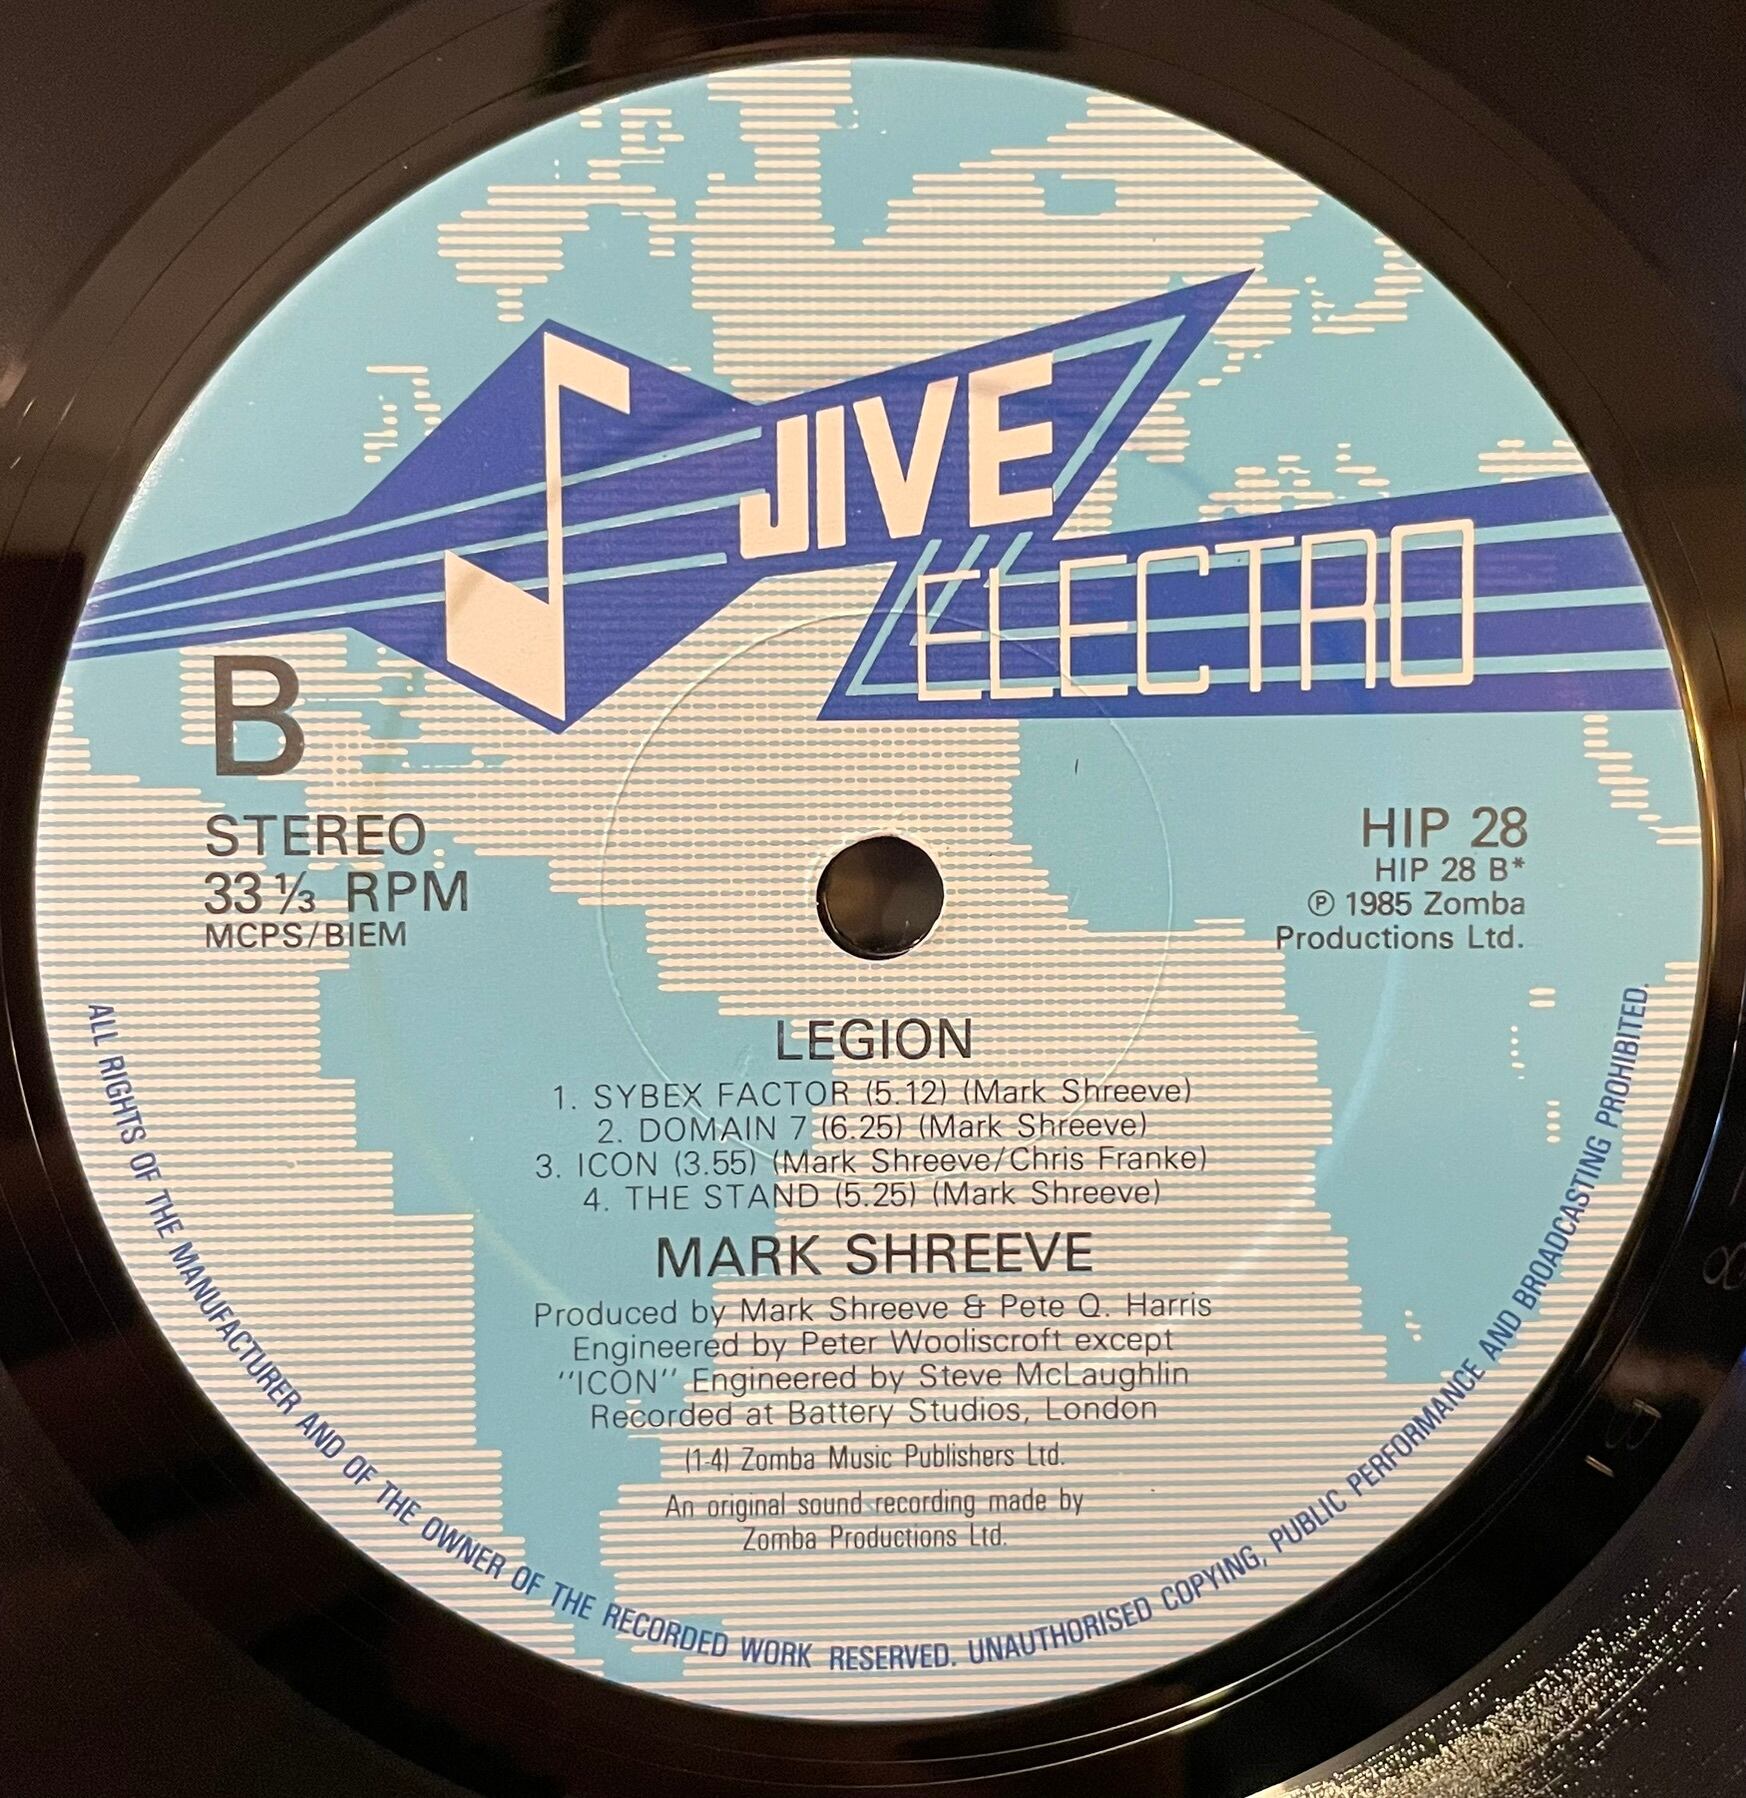 JIVE
ELECTRO
B
STEREO
33⅓ RPM
MCPS/BIEM
HIP 28
HIP 28 B*
℗ 1985 Zomba
Productions Ltd.
LEGION
1. SYBEX FACTOR (5.12) (Mark Shreeve)
2. DOMAIN 7 (6.25) (Mark Shreeve)
3. ICON (3.55) (Mark Shreeve/Chris Franke)
4. THE STAND (5.25) (Mark Shreeve)
MARK SHREEVE
Produced by Mark Shreeve & Pete Q. Harris
Engineered by Peter Wooliscroft except
"ICON" Engineered by Steve McLaughlin
Recorded at Battery Studios, London
(1-4) Zomba Music Publishers Ltd.
An original sound recording made by
Zomba Productions Ltd.
ALL RIGHTS OF THE MANUFACTURER AND OF THE OWNER OF THE RECORDED WORK RESERVED. UNAUTHORISED COPYING, PUBLIC PERFORMANCE AND BROADCASTING PROHIBITED.